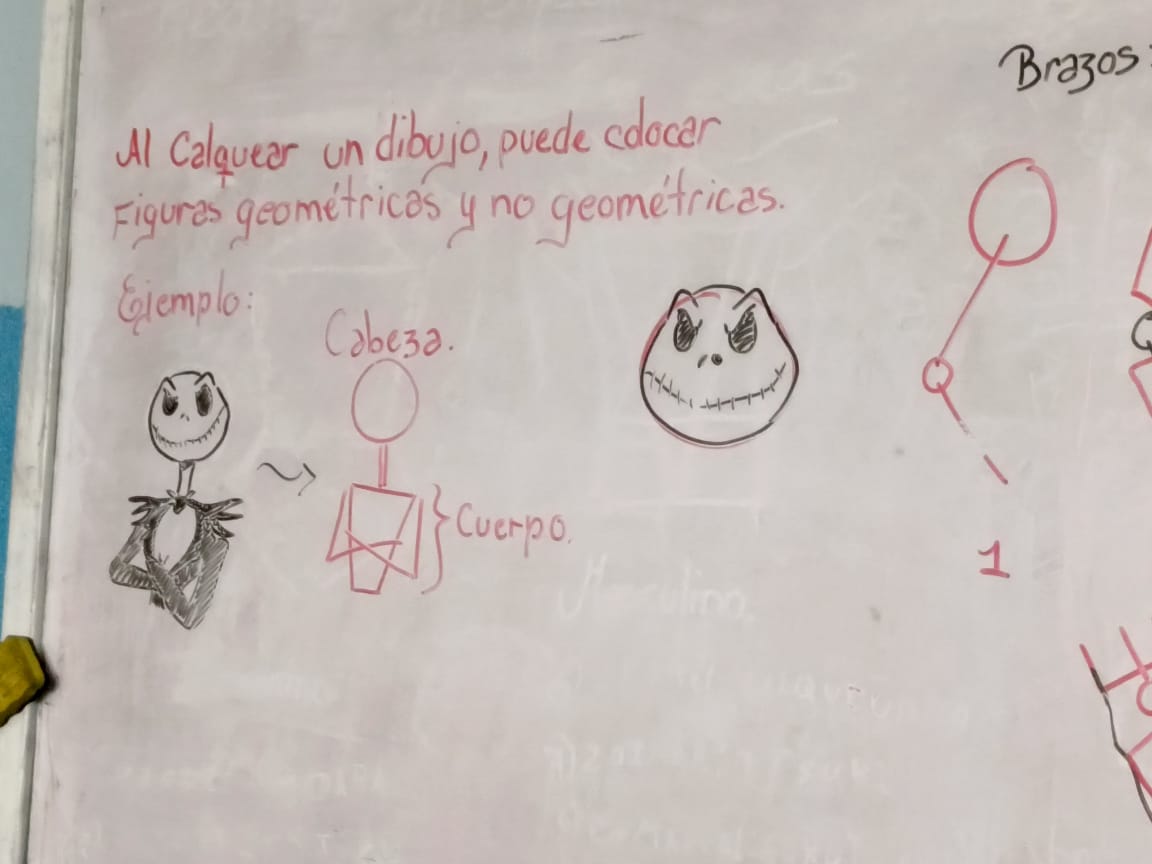 Al Calquear un dibujo, puede colocar
Figuras geométricas y no geométricas.
Ejemplo:
Cabeza.
Cuerpo.
Brazos:
1